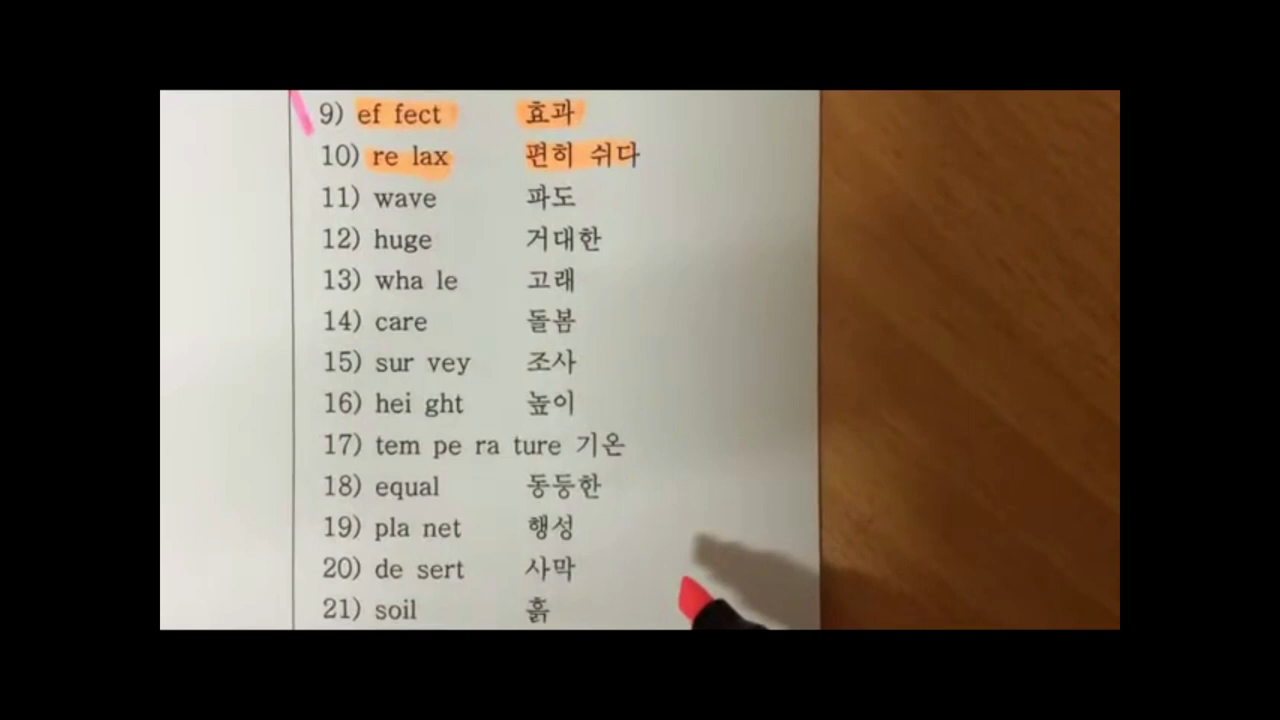 9) ef fect 효과
10) re lax 편히 쉬다
11) wave 파도
12) huge 거대한
13) wha le 고래
14) care 돌봄
15) sur vey 조사
16) hei ght 높이
17) tem pe ra ture 기온
18) equal 동등한
19) pla net 행성
20) de sert 사막
21) soil 흙